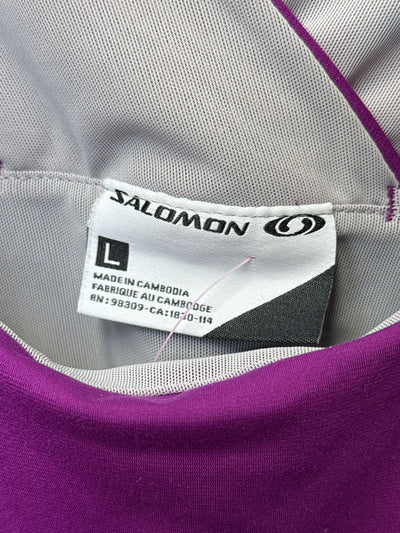 SALOMON
L
MADE IN CAMBODIA
FABRIQUE AU CAMBODGE
RN: 98309-CA: 1830-114